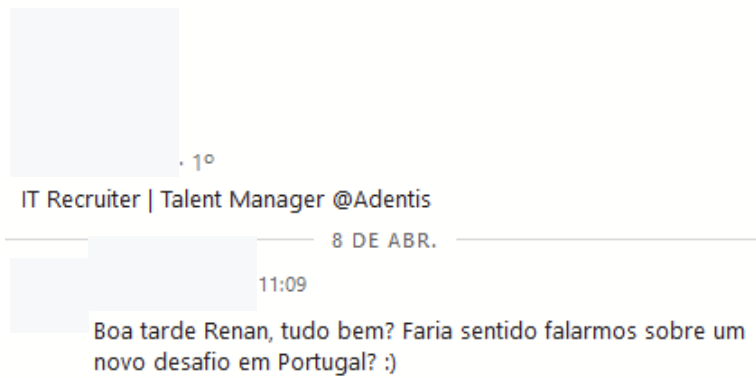 · 1º
IT Recruiter | Talent Manager @Adentis
8 DE ABR.
11:09
Boa tarde Renan, tudo bem? Faria sentido falarmos sobre um
novo desafio em Portugal? :)